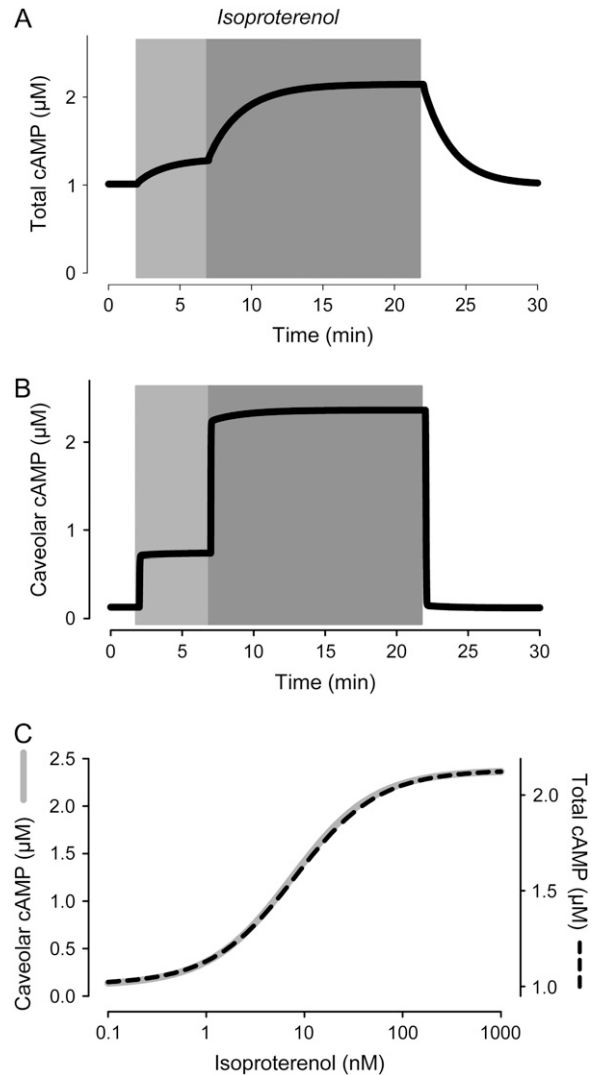 A
Isoproterenol
Total cAMP (μM)
2
1
0
0 5 10 15 20 25 30
Time (min)
B
Caveolar cAMP (μM)
2
1
0
0 5 10 15 20 25 30
Time (min)
C
Caveolar cAMP (μM)
2.5
2.0
1.5
1.0
0.5
0.0
2.0
1.5
1.0
Total cAMP (μM)
0.1 1 10 100 1000
Isoproterenol (nM)